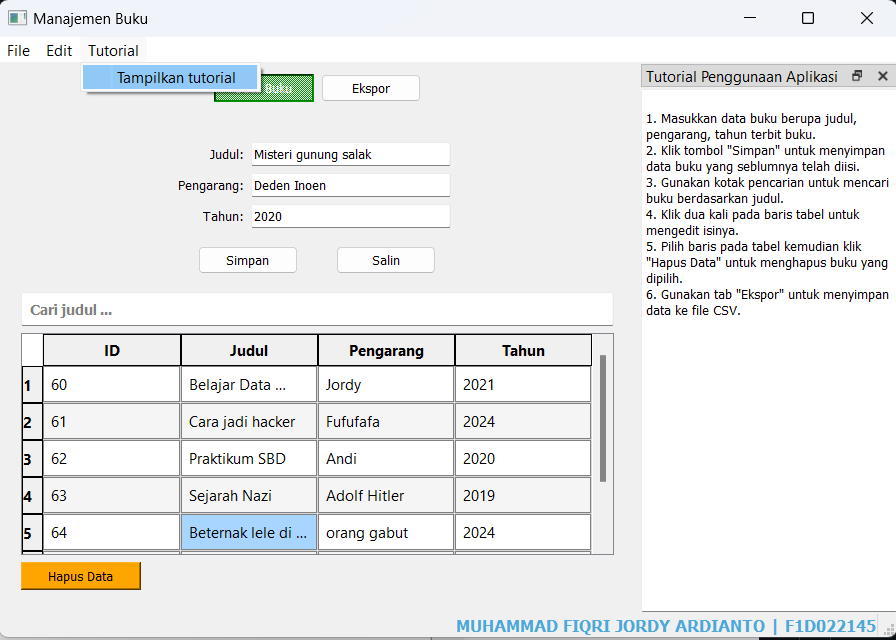 Manajemen Buku
File Edit Tutorial
Tampilkan tutorial
Ekspor
Judul: Misteri gunung salak
Pengarang: Deden Inoen
Tahun: 2020
Simpan Salin
Cari judul ...
ID Judul Pengarang Tahun
1 60 Belajar Data ... Jordy 2021
2 61 Cara jadi hacker Fufufafa 2024
3 62 Praktikum SBD Andi 2020
4 63 Sejarah Nazi Adolf Hitler 2019
5 64 Beternak lele di ... orang gabut 2024
Hapus Data
Tutorial Penggunaan Aplikasi
1. Masukkan data buku berupa judul,
pengarang, tahun terbit buku.
2. Klik tombol "Simpan" untuk menyimpan
data buku yang seblumnya telah diisi.
3. Gunakan kotak pencarian untuk mencari
buku berdasarkan judul.
4. Klik dua kali pada baris tabel untuk
mengedit isinya.
5. Pilih baris pada tabel kemudian klik
"Hapus Data" untuk menghapus buku yang
dipilih.
6. Gunakan tab "Ekspor" untuk menyimpan
data ke file CSV.
MUHAMMAD FIQRI JORDY ARDIANTO | F1D022145